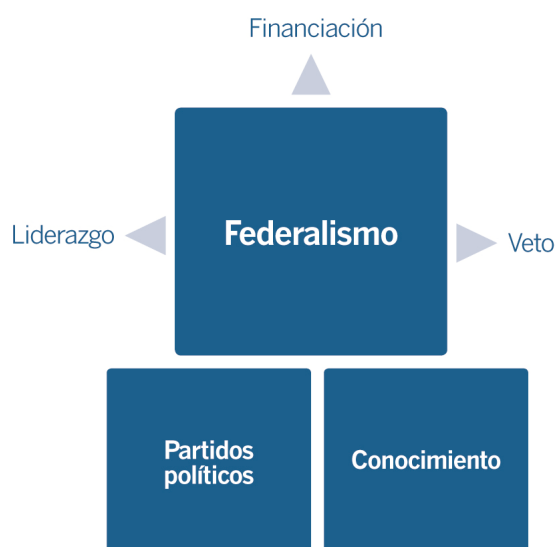 Financiación
Federalismo
Liderazgo
Veto
Partidos
políticos
Conocimiento